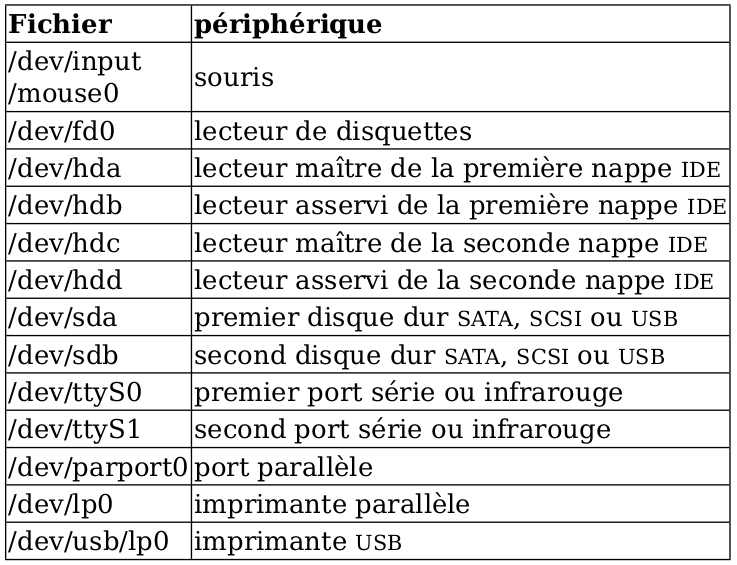 Fichier périphérique
/dev/input
/mouse0
souris
/dev/fd0 lecteur de disquettes
/dev/hda lecteur maître de la première nappe IDE
/dev/hdb lecteur asservi de la première nappe IDE
/dev/hdc lecteur maître de la seconde nappe IDE
/dev/hdd lecteur asservi de la seconde nappe IDE
/dev/sda premier disque dur SATA, SCSI ou USB
/dev/sdb second disque dur SATA, SCSI ou USB
/dev/ttyS0 premier port série ou infrarouge
/dev/ttyS1 second port série ou infrarouge
/dev/parport0 port parallèle
/dev/lp0 imprimante parallèle
/dev/usb/lp0 imprimante USB